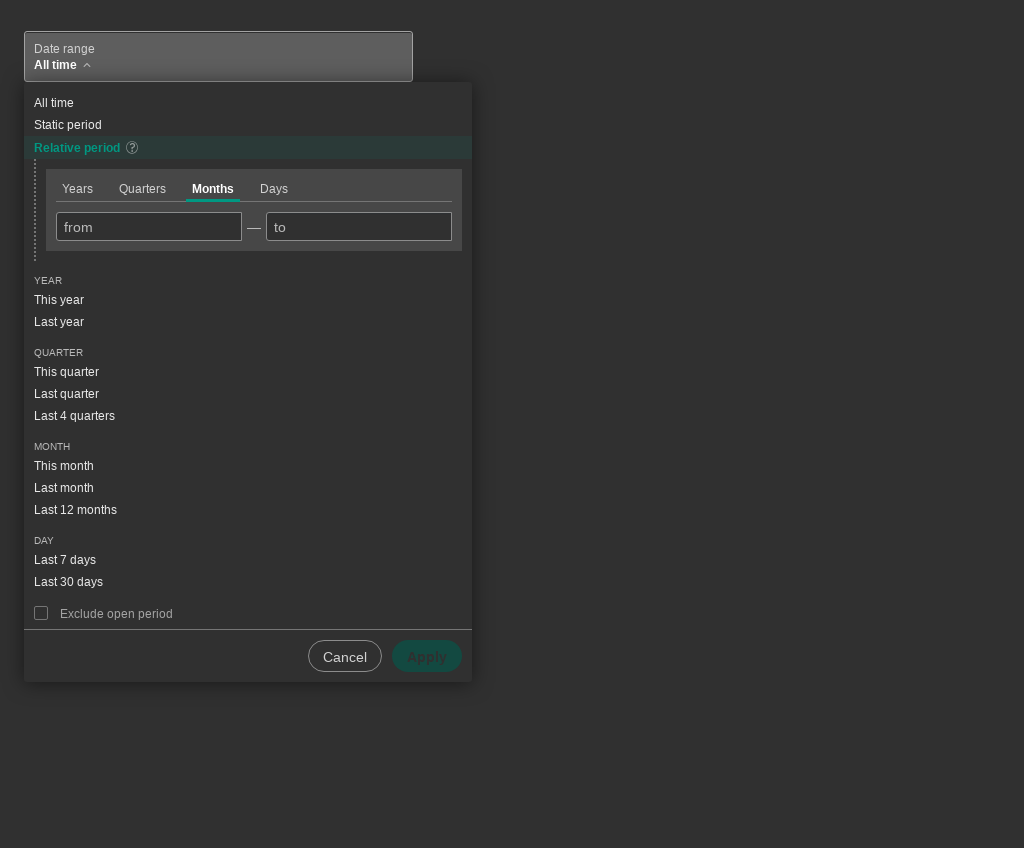 Date range
All time
All time
Static period
Relative period ?
Years Quarters Months Days
from — to
YEAR
This year
Last year
QUARTER
This quarter
Last quarter
Last 4 quarters
MONTH
This month
Last month
Last 12 months
DAY
Last 7 days
Last 30 days
Exclude open period
Cancel Apply